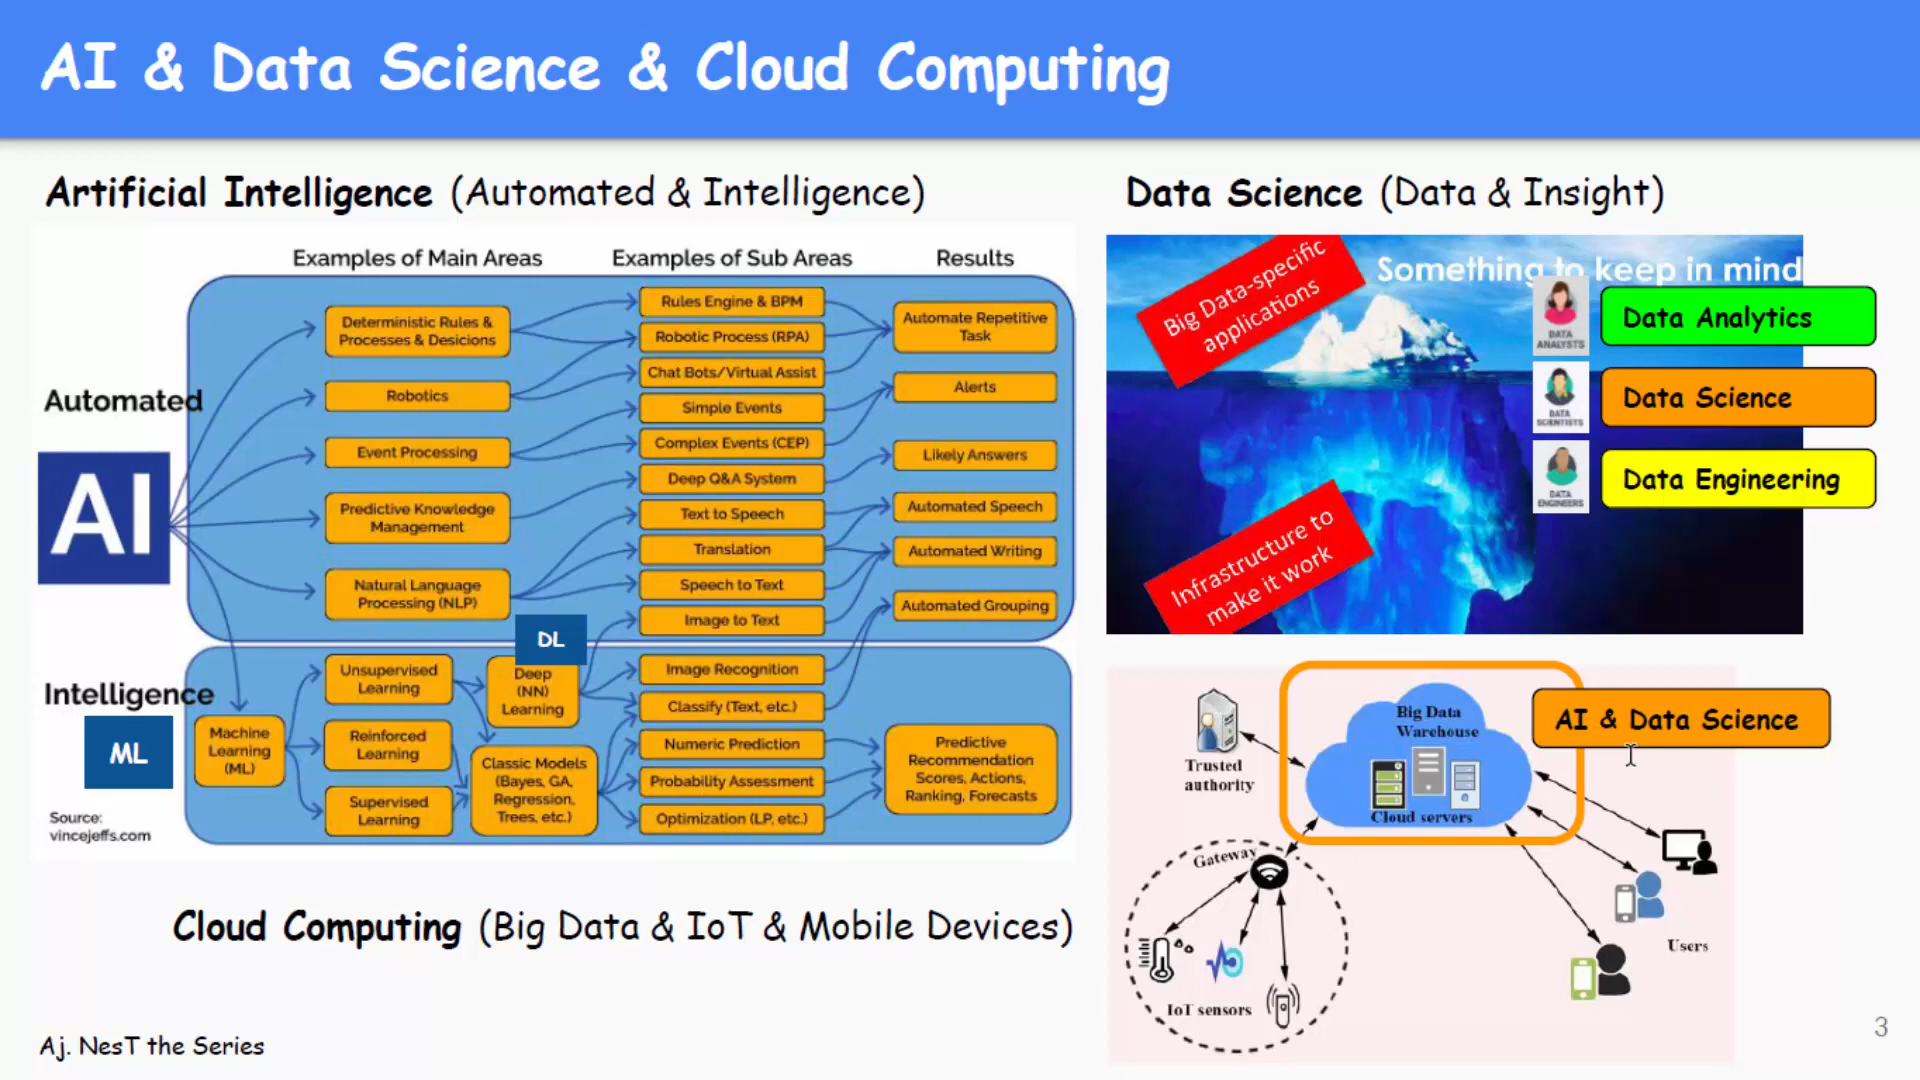 AI & Data Science & Cloud Computing
Artificial Intelligence (Automated & Intelligence)
Examples of Main Areas
Examples of Sub Areas
Results
Automated
AI
Deterministic Rules &
Processes & Desicions
Robotics
Event Processing
Predictive Knowledge
Management
Natural Language
Processing (NLP)
Rules Engine & BPM
Robotic Process (RPA)
Chat Bots/Virtual Assist
Simple Events
Complex Events (CEP)
Deep Q&A System
Text to Speech
Translation
Speech to Text
Image to Text
Automate Repetitive
Task
Alerts
Likely Answers
Automated Speech
Automated Writing
Automated Grouping
Intelligence
ML
Machine
Learning
(ML)
Unsupervised
Learning
Reinforced
Learning
Supervised
Learning
DL
Deep
(NN)
Learning
Classic Models
(Bayes, GA,
Regression,
Trees, etc.)
Image Recognition
Classify (Text, etc.)
Numeric Prediction
Probability Assessment
Optimization (LP, etc.)
Predictive
Recommendation
Scores, Actions,
Ranking, Forecasts
Source:
vincejeffs.com
Data Science (Data & Insight)
Big Data-specific
applications
Something to keep in mind
DATA
ANALYSTS
Data Analytics
DATA
SCIENTISTS
Data Science
DATA
ENGINEERS
Data Engineering
Infrastructure to
make it work
Cloud Computing (Big Data & IoT & Mobile Devices)
Big Data
Warehouse
Cloud servers
AI & Data Science
Trusted
authority
Gateway
IoT sensors
Users
Aj. NesT the Series
3